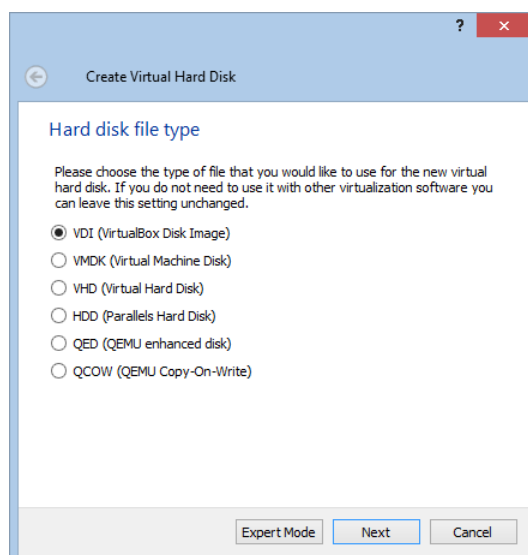 ?
Create Virtual Hard Disk
Hard disk file type
Please choose the type of file that you would like to use for the new virtual
hard disk. If you do not need to use it with other virtualization software you
can leave this setting unchanged.
VDI (VirtualBox Disk Image)
VMDK (Virtual Machine Disk)
VHD (Virtual Hard Disk)
HDD (Parallels Hard Disk)
QED (QEMU enhanced disk)
QCOW (QEMU Copy-On-Write)
Expert Mode Next Cancel